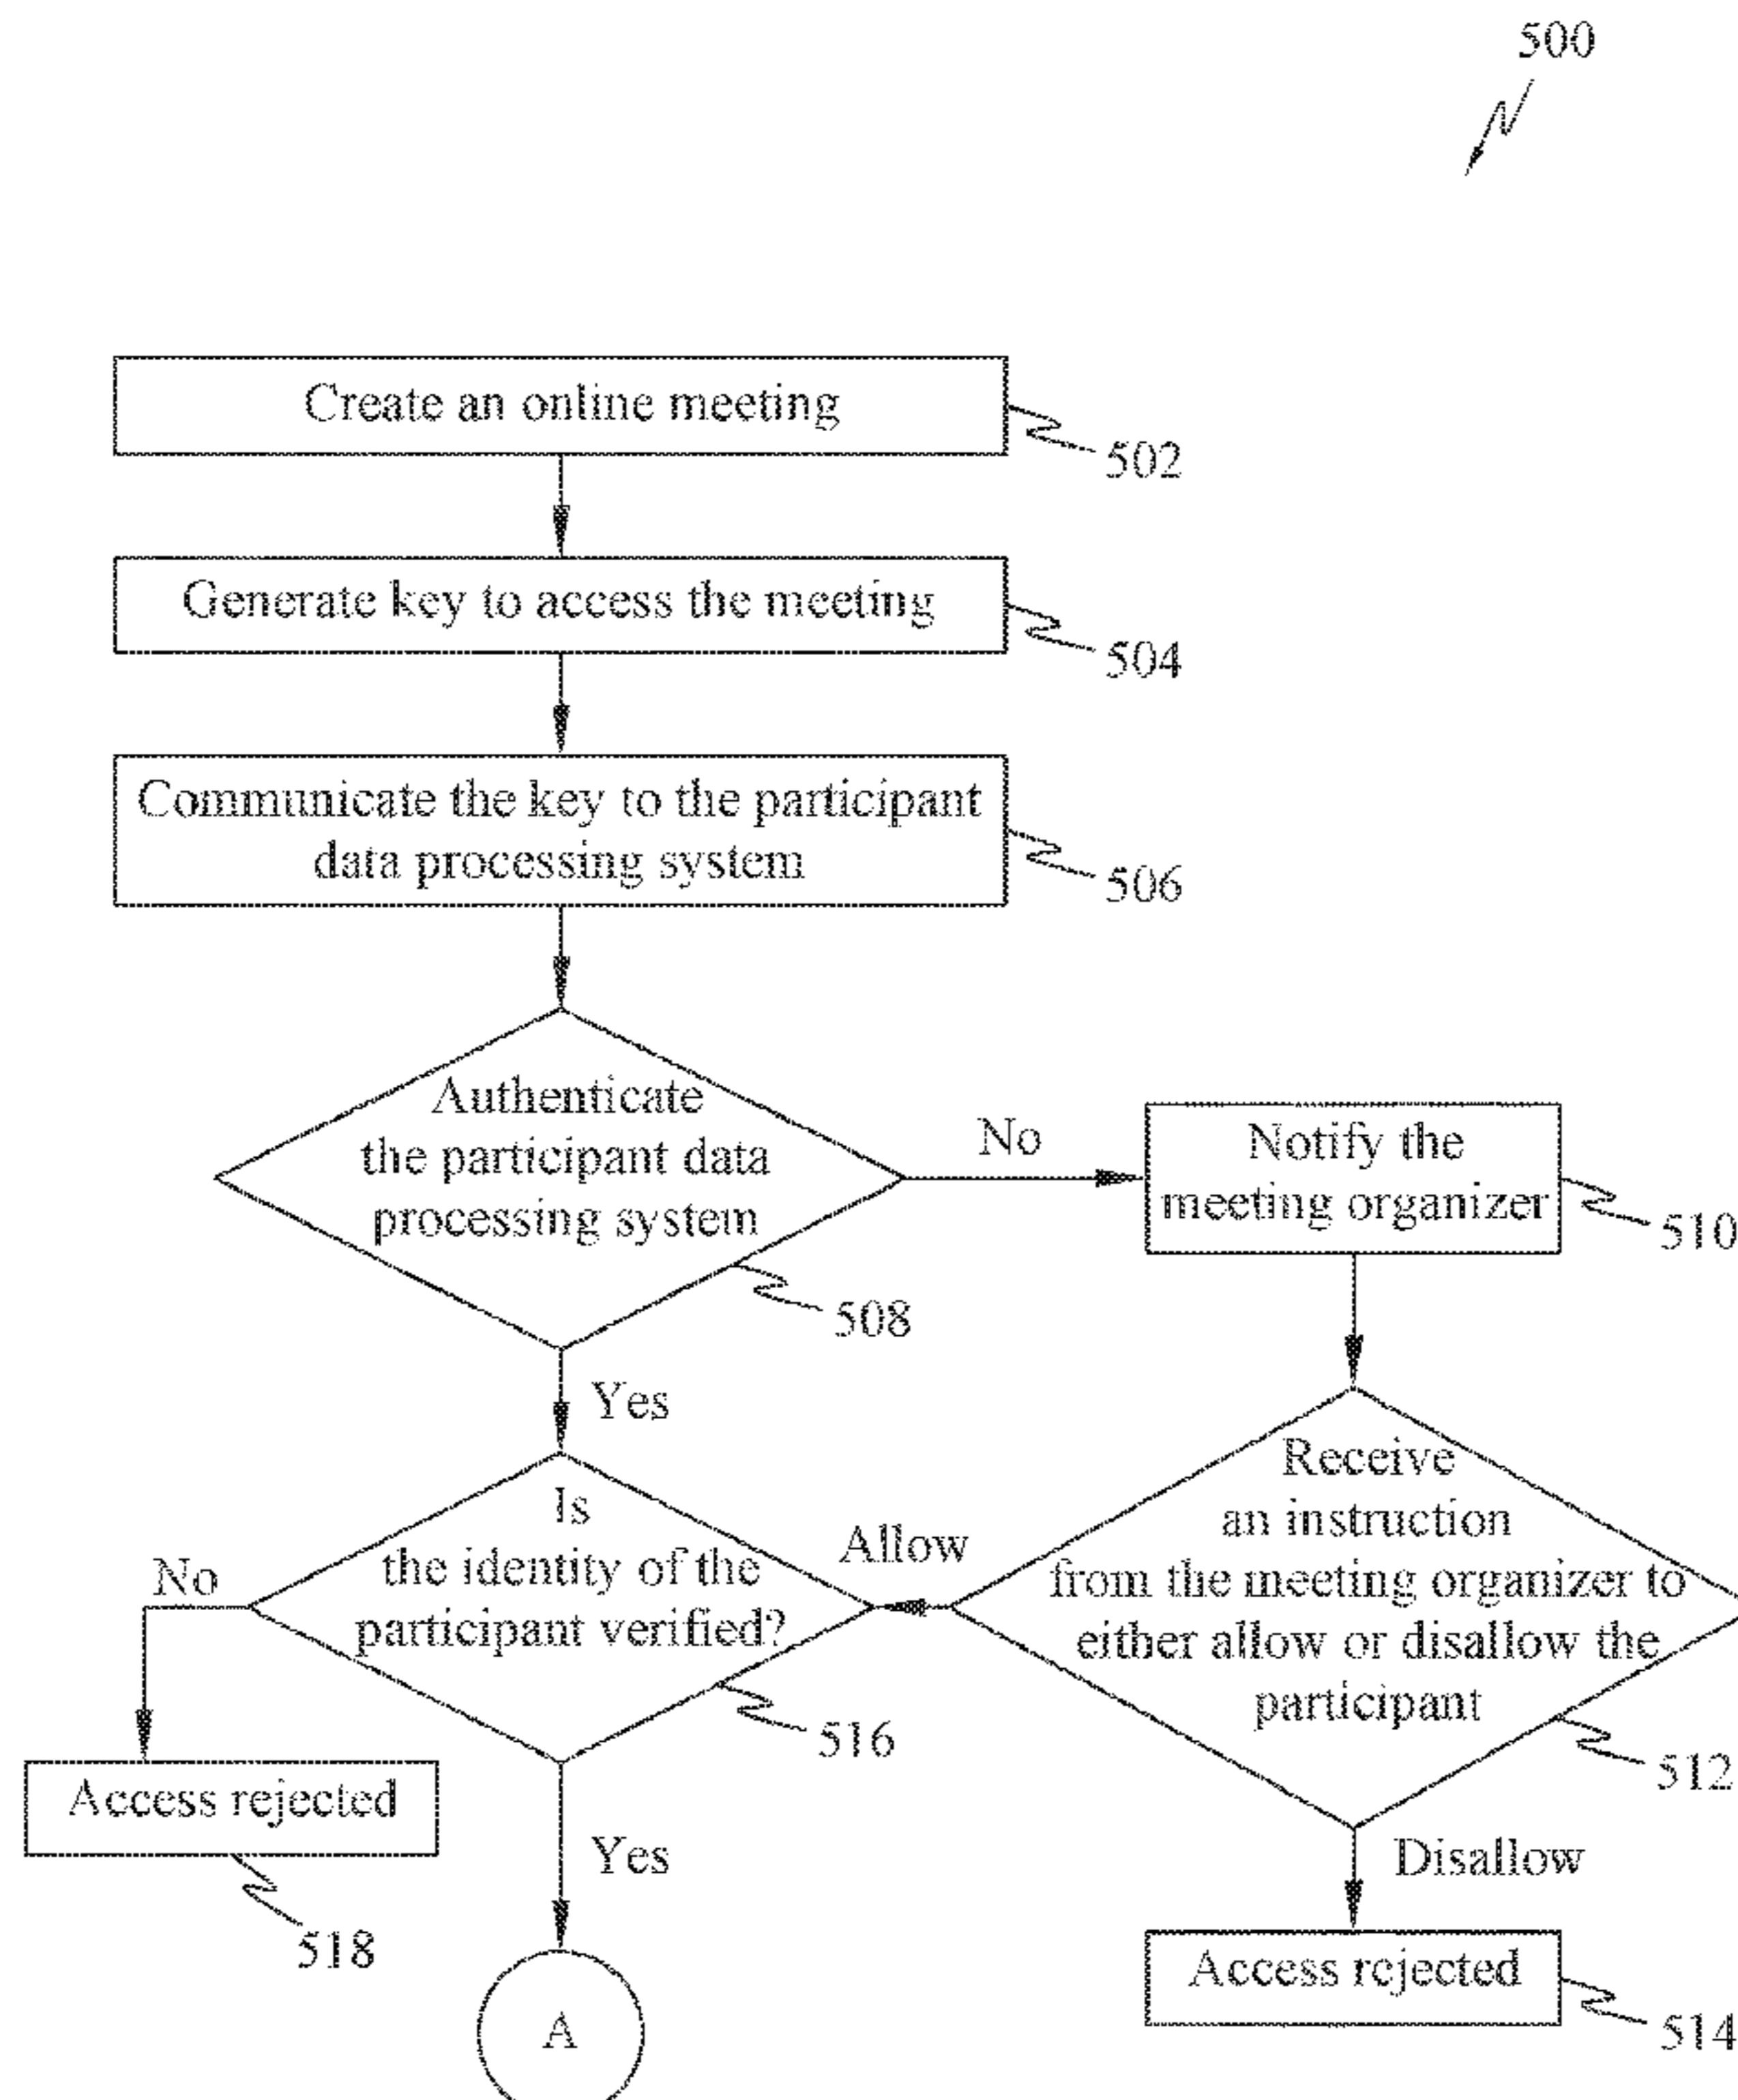 500
Create an online meeting
502
Generate key to access the meeting
504
Communicate the key to the participant
data processing system
506
Authenticate
the participant data
processing system
508
No
Notify the
meeting organizer
510
Yes
Receive
an instruction
from the meeting organizer to
either allow or disallow the
participant
512
Allow
Is
the identity of the
participant verified?
516
No
Access rejected
518
Yes
Disallow
Access rejected
514
A